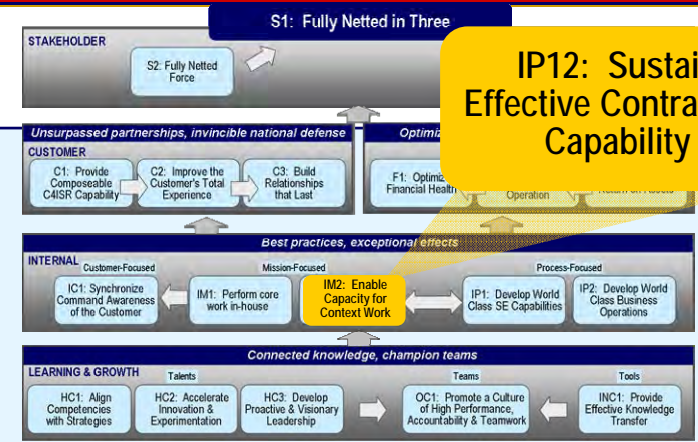 S1: Fully Netted in Three
STAKEHOLDER
S2: Fully Netted
Force
IP12:
Effective
Capability
Unsurpassed partnerships, invincible national defense
CUSTOMER
C1: Provide
Composeable
C4ISR Capability
C2: Improve the
Customer's Total
Experience
C3: Build
Relationships
that Last
F1:
Financial Health
Operation
Return on Assets
Best practices, exceptional effects
INTERNAL
Customer-Focused
Mission-Focused
Process-Focused
IC1: Synchronize
Command Awareness
of the Customer
IM1: Perform core
work in-house
IM2: Enable
Capacity for
Context Work
IP1: Develop World
Class SE Capabilities
IP2: Develop World
Class Business
Operations
Connected knowledge, champion teams
LEARNING & GROWTH
Talents
Teams
Tools
HC1: Align
Competencies
with Strategies
HC2: Accelerate
Innovation &
Experimentation
HC3: Develop
Proactive & Visionary
Leadership
OC1: Promote a Culture
of High Performance,
Accountability & Teamwork
INC1: Provide
Effective Knowledge
Transfer